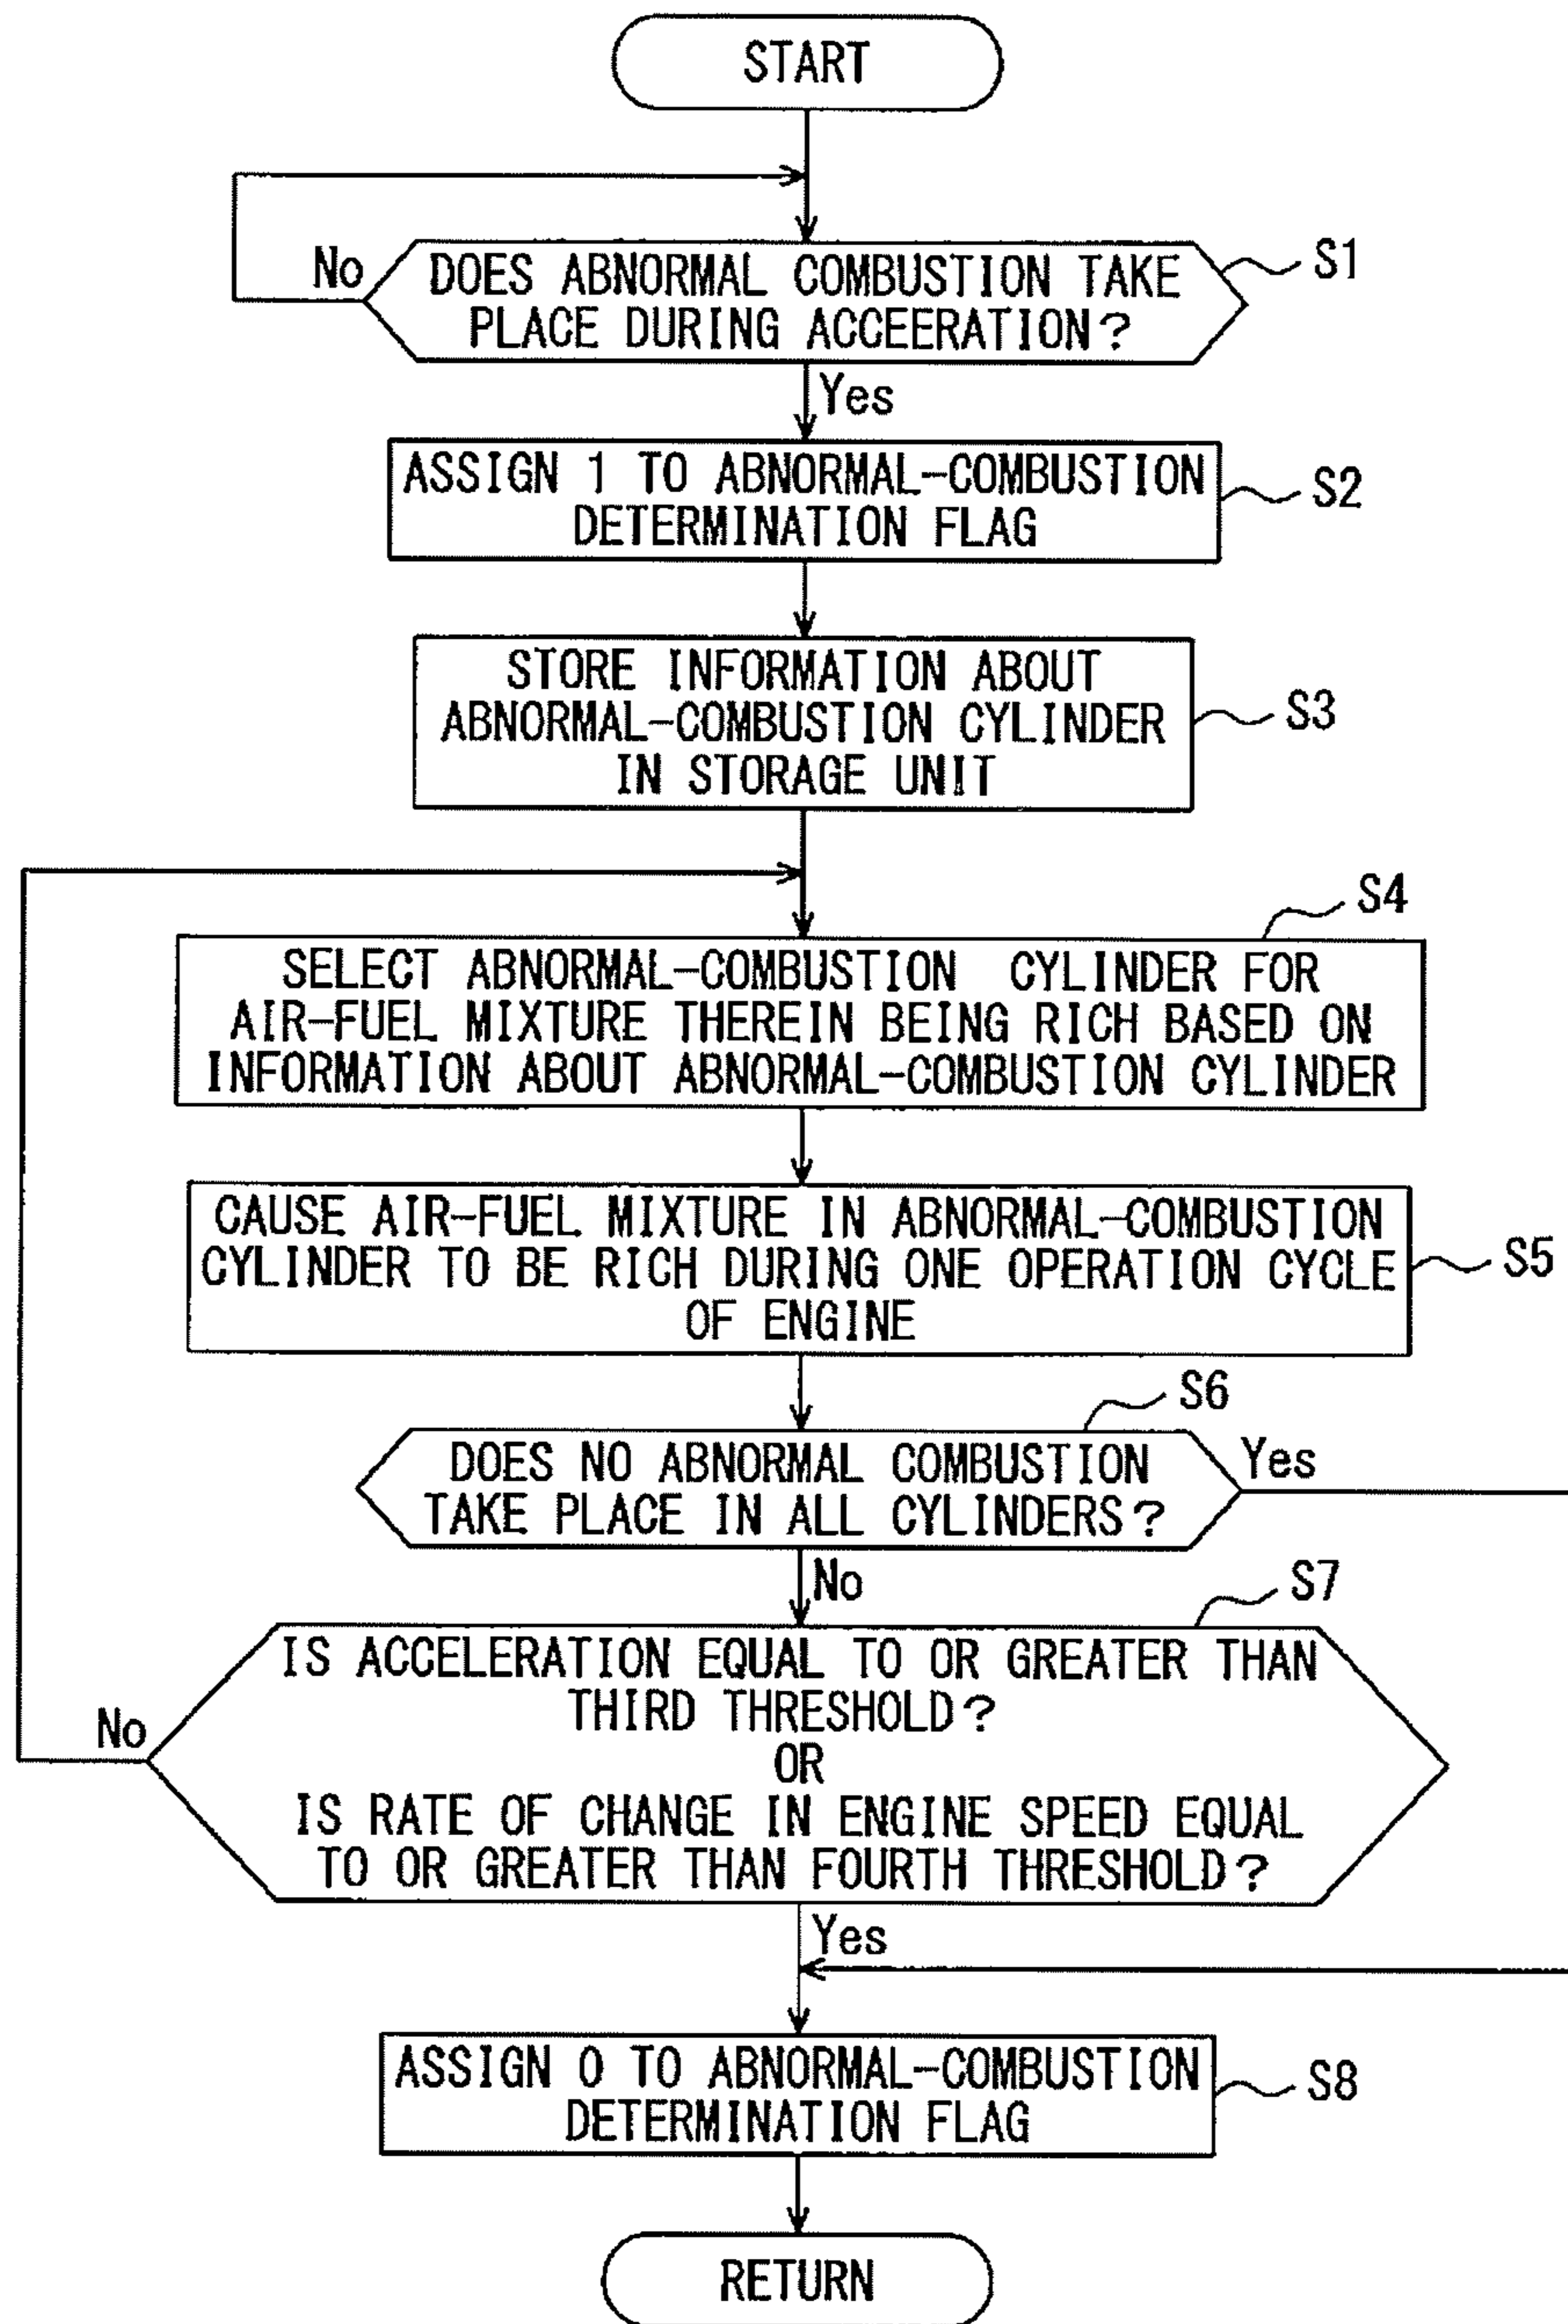 START
No
DOES ABNORMAL COMBUSTION TAKE
PLACE DURING ACCEERATION?
S1
Yes
ASSIGN 1 TO ABNORMAL-COMBUSTION
DETERMINATION FLAG
S2
STORE INFORMATION ABOUT
ABNORMAL-COMBUSTION CYLINDER
IN STORAGE UNIT
S3
S4
SELECT ABNORMAL-COMBUSTION CYLINDER FOR
AIR-FUEL MIXTURE THEREIN BEING RICH BASED ON
INFORMATION ABOUT ABNORMAL-COMBUSTION CYLINDER
CAUSE AIR-FUEL MIXTURE IN ABNORMAL-COMBUSTION
CYLINDER TO BE RICH DURING ONE OPERATION CYCLE
OF ENGINE
S5
S6
DOES NO ABNORMAL COMBUSTION
TAKE PLACE IN ALL CYLINDERS?
Yes
No
S7
IS ACCELERATION EQUAL TO OR GREATER THAN
THIRD THRESHOLD?
No
OR
IS RATE OF CHANGE IN ENGINE SPEED EQUAL
TO OR GREATER THAN FOURTH THRESHOLD?
Yes
ASSIGN 0 TO ABNORMAL-COMBUSTION
DETERMINATION FLAG
S8
RETURN